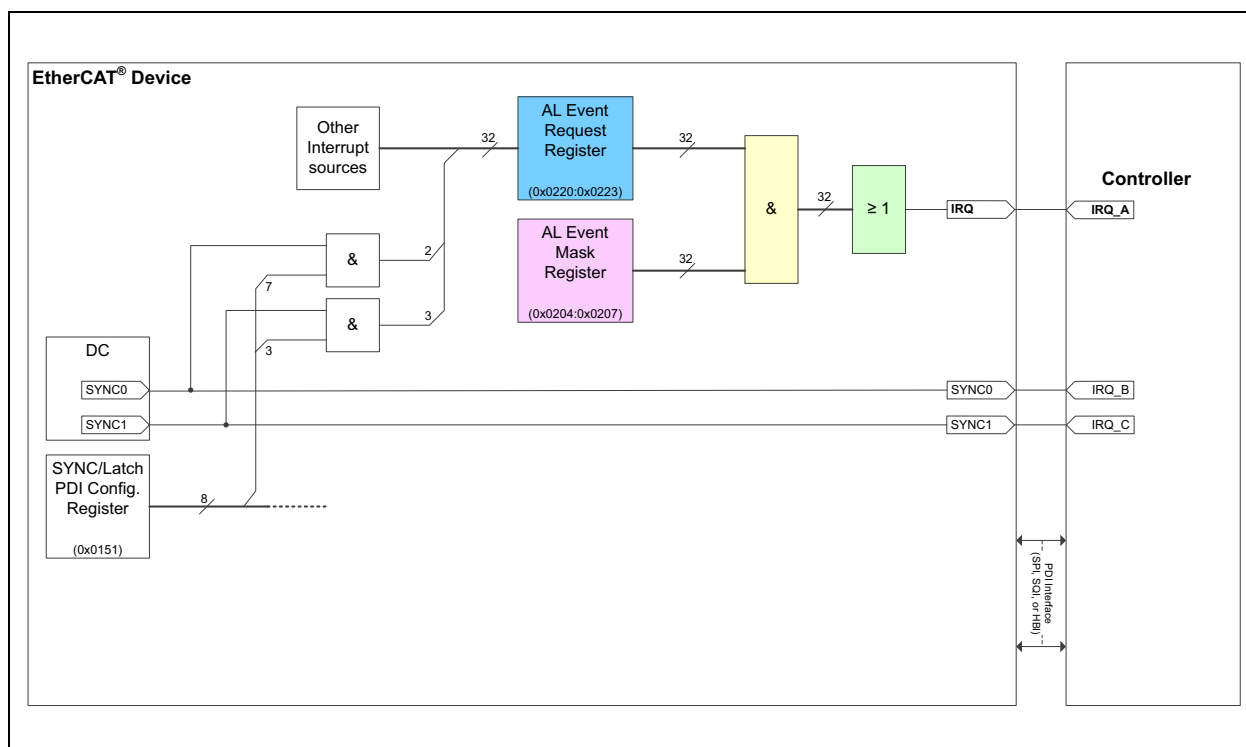 EtherCAT® Device
Other
Interrupt
sources
32
AL Event
Request
Register
(0x0220:0x0223)
32
&
32
≥ 1
IRQ
Controller
IRQ_A
AL Event
Mask
Register
(0x0204:0x0207)
32
&
2
7
&
3
3
DC
SYNC0
SYNC0
IRQ_B
SYNC1
SYNC1
IRQ_C
SYNC/Latch
PDI Config.
Register
(0x0151)
8
PDI Interface
(SPI, SQI, or HBI)